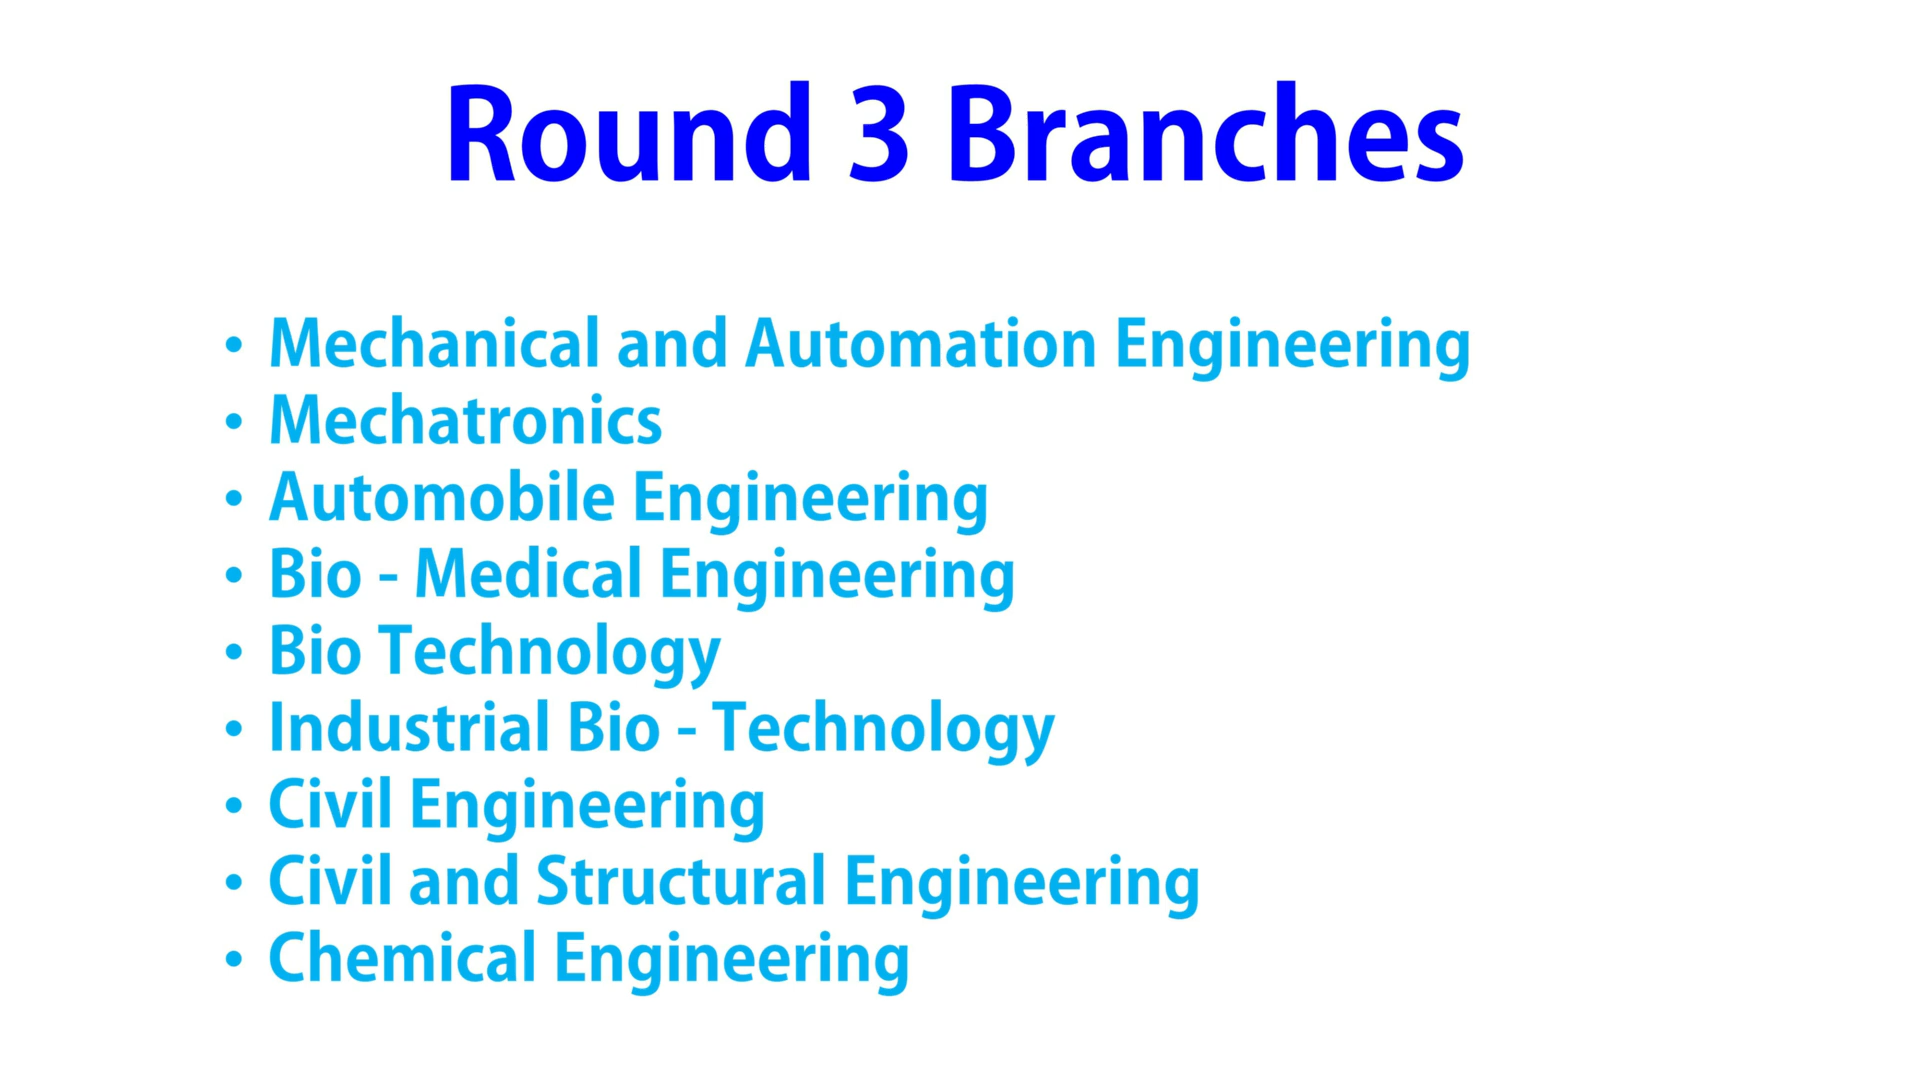 Round 3 Branches
• Mechanical and Automation Engineering
• Mechatronics
• Automobile Engineering
• Bio - Medical Engineering
• Bio Technology
• Industrial Bio - Technology
• Civil Engineering
• Civil and Structural Engineering
• Chemical Engineering